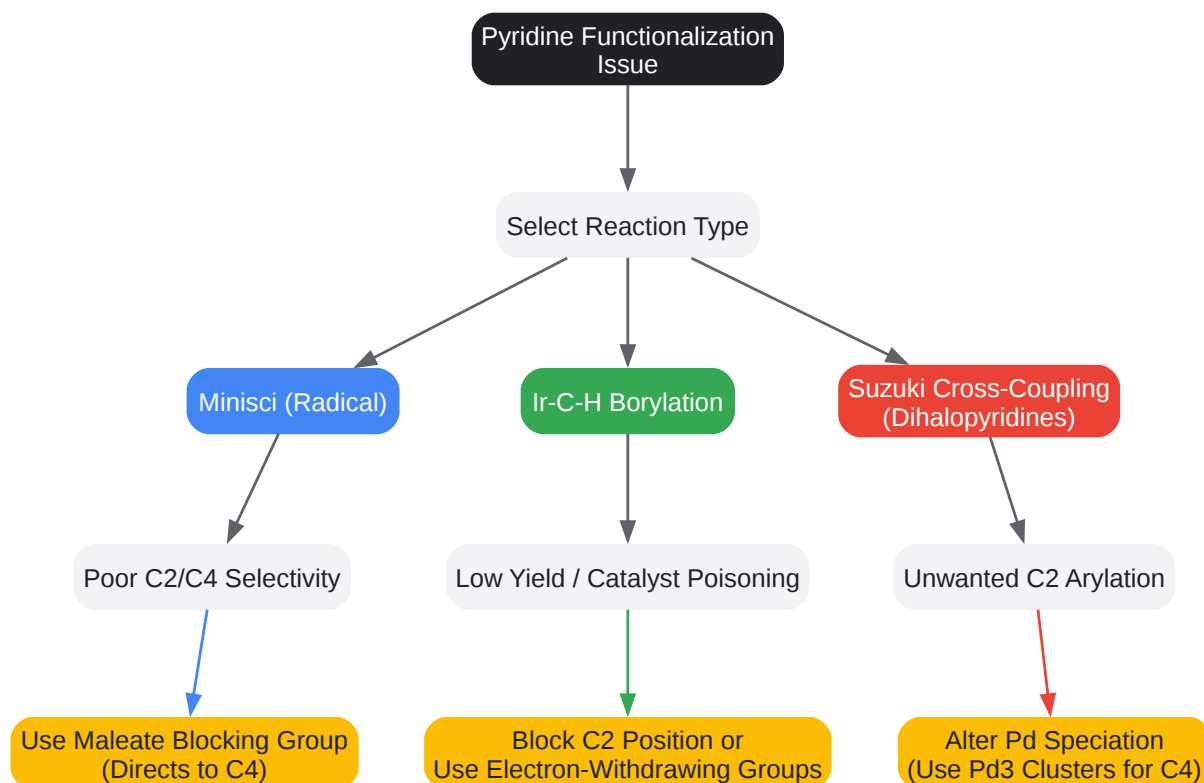 Pyridine Functionalization
Issue
Select Reaction Type
Minisci (Radical)
Ir-C-H Borylation
Suzuki Cross-Coupling
(Dihalopyridines)
Poor C2/C4 Selectivity
Low Yield / Catalyst Poisoning
Unwanted C2 Arylation
Use Maleate Blocking Group
(Directs to C4)
Block C2 Position or
Use Electron-Withdrawing Groups
Alter Pd Speciation
(Use Pd3 Clusters for C4)